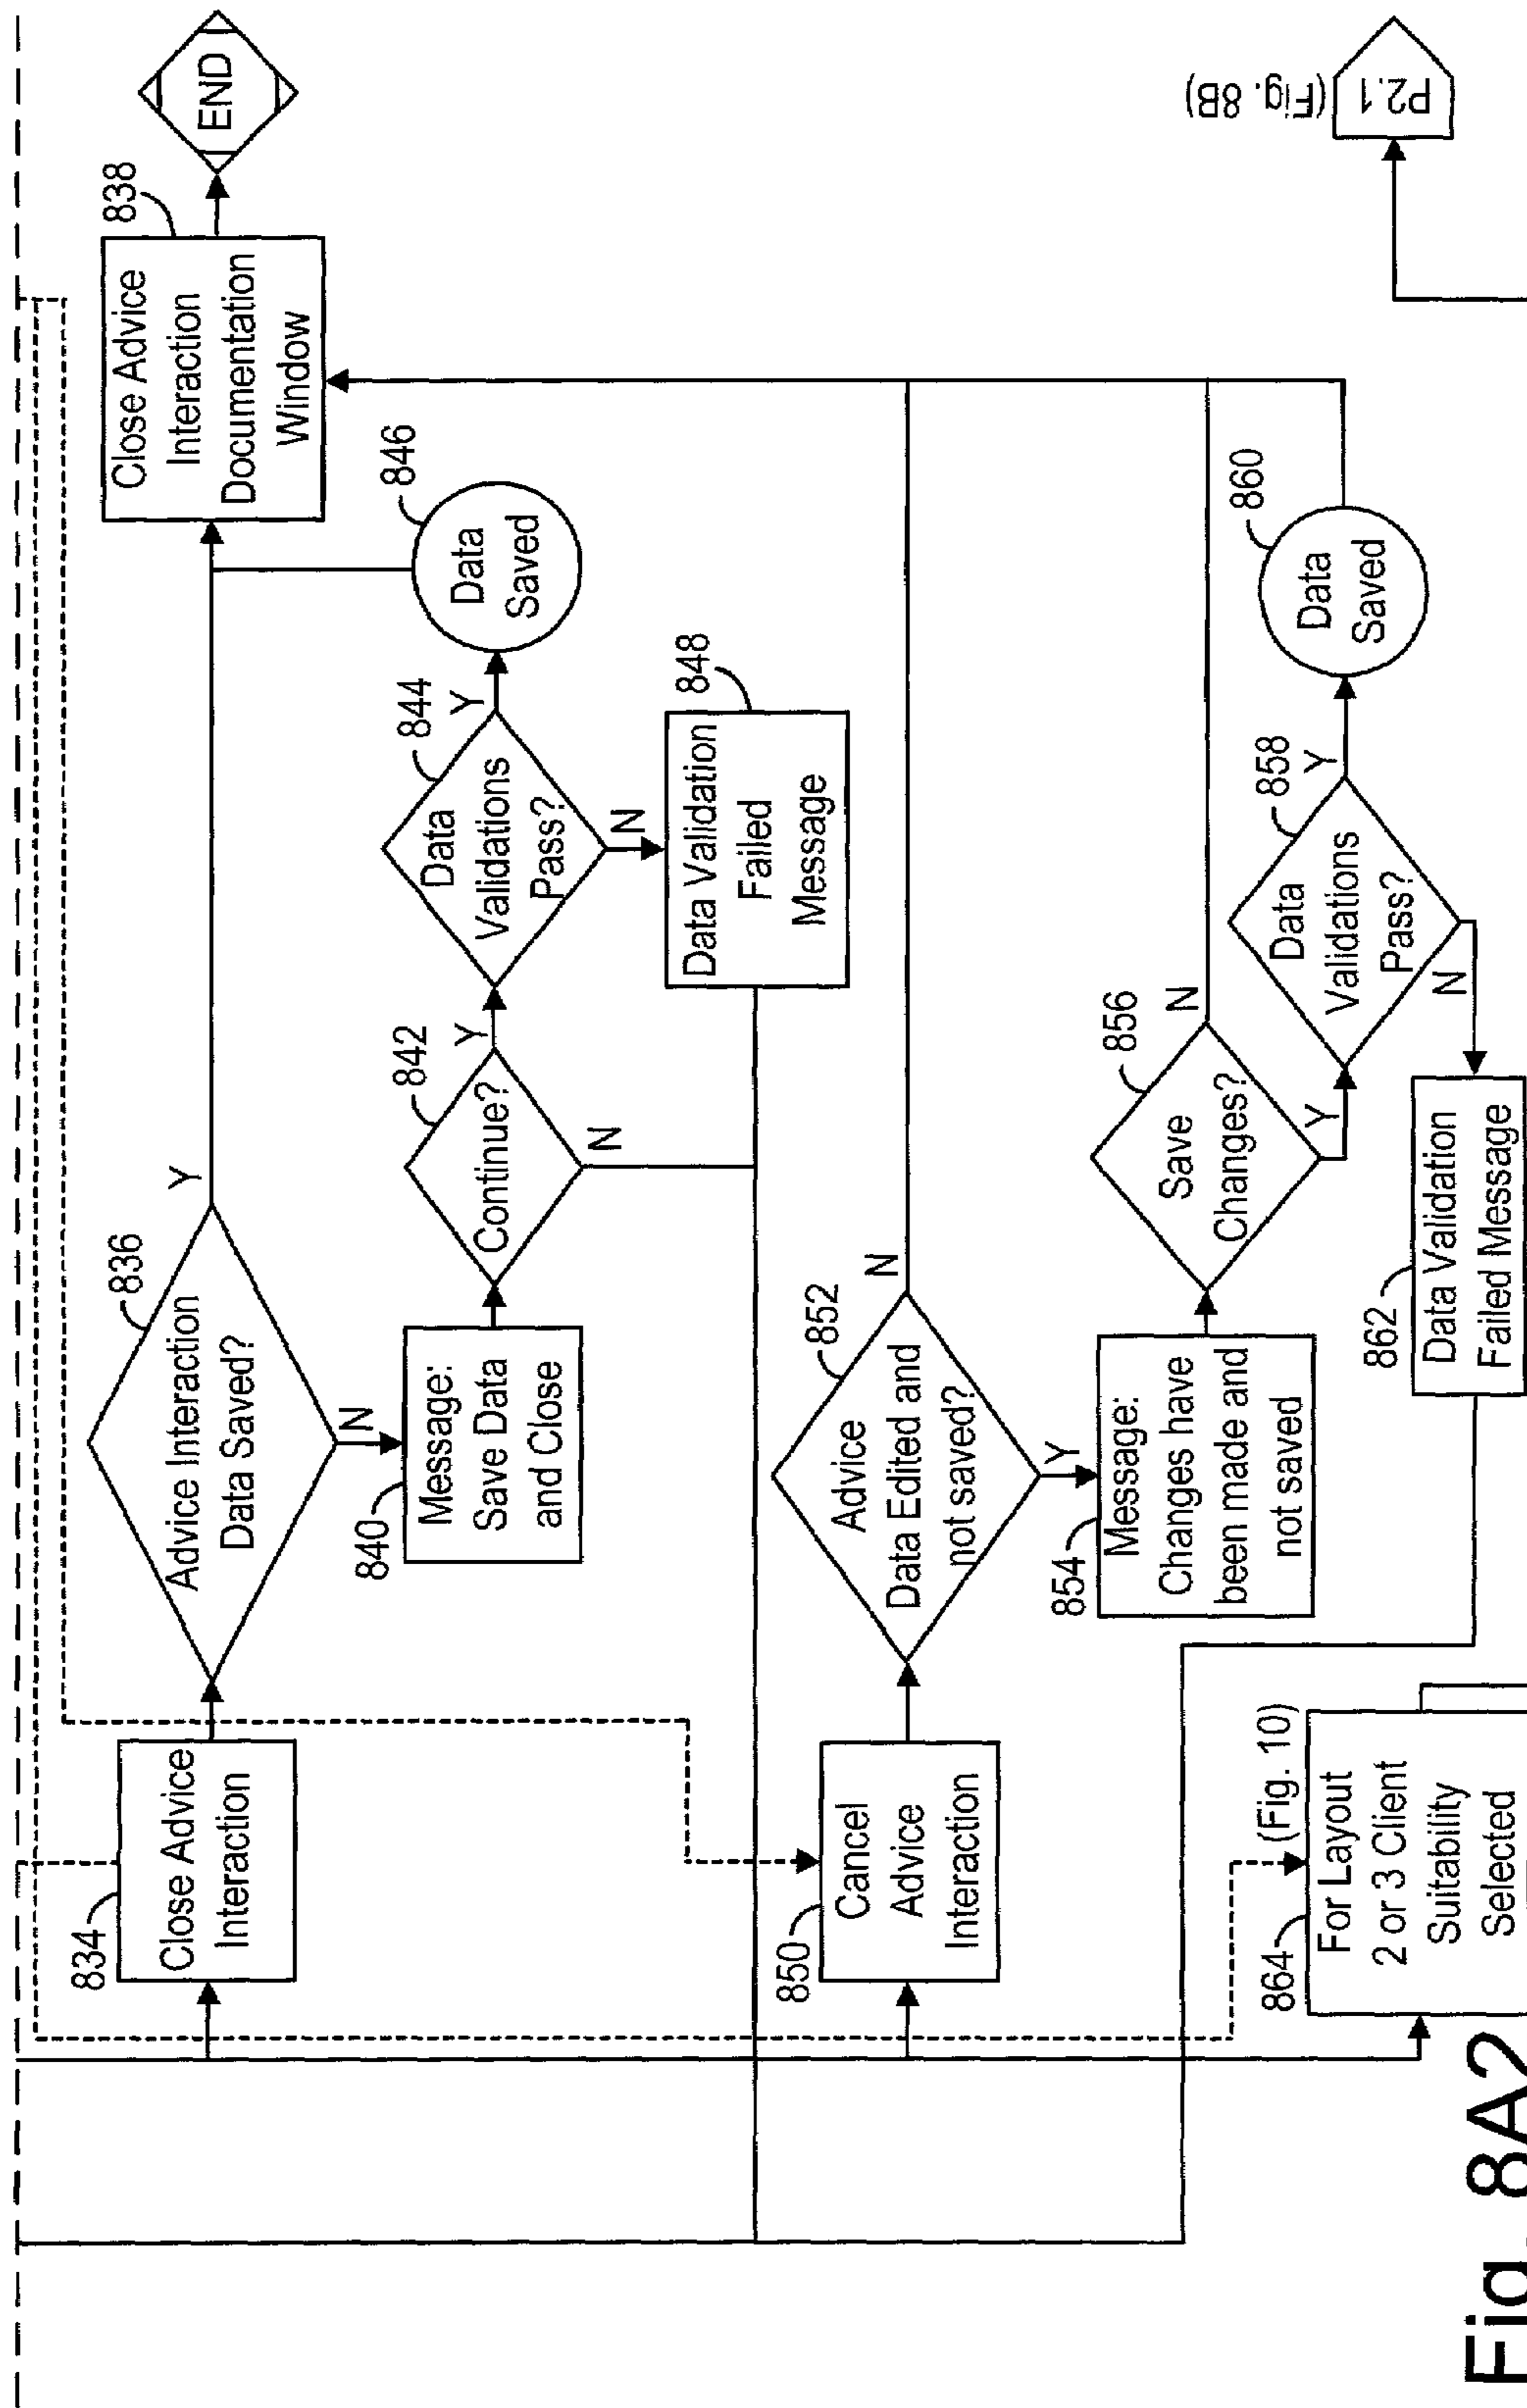 834
Close Advice
Interaction
836
Advice Interaction
Data Saved?
Y
N
838
Close Advice
Interaction
Documentation
Window
END
840
Message:
Save Data
and Close
842
Continue?
Y
N
844
Data
Validations
Pass?
Y
N
846
Data
Saved
848
Data Validation
Failed
Message
850
Cancel
Advice
Interaction
852
Advice
Data Edited and
not saved?
N
Y
854
Message:
Changes have
been made and
not saved
856
Save
Changes?
N
Y
858
Data
Validations
Pass?
Y
N
860
Data
Saved
862
Data Validation
Failed Message
864
(Fig. 10)
For Layout
2 or 3 Client
Suitability
Selected
P2.1
(Fig. 8B)
Fig. 8A2